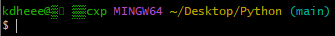 kdheee@▒▯ ▒▒cxp MINGW64 ~/Desktop/Python (main)
$